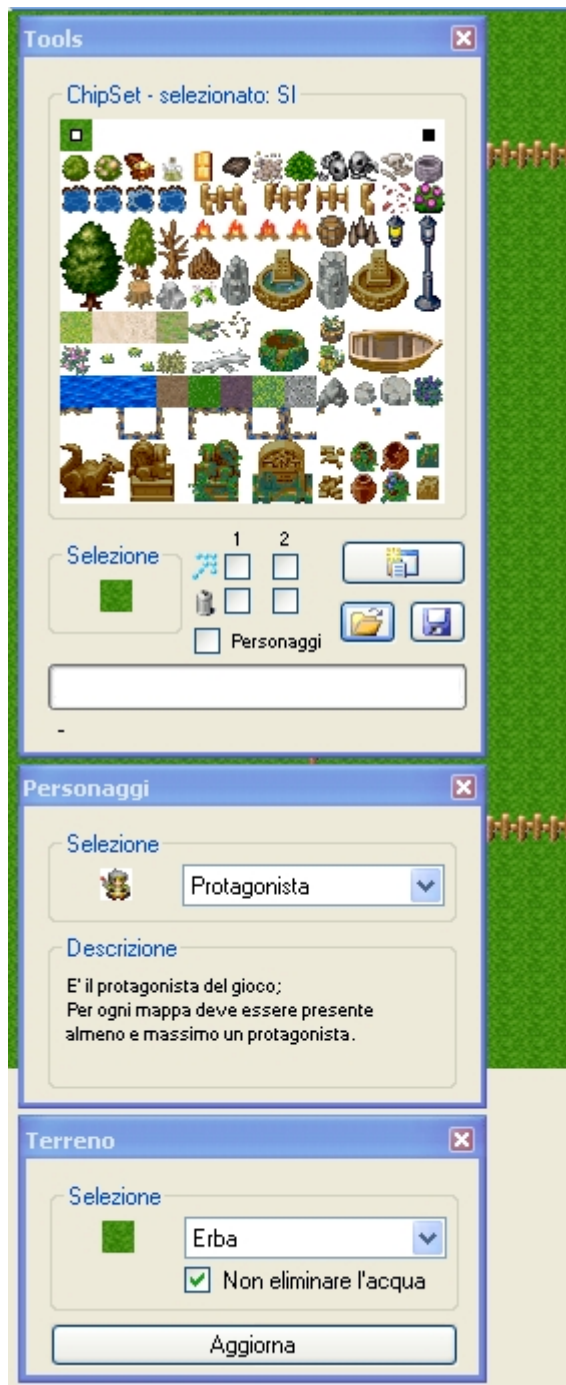 Tools
ChipSet - selezionato: SI
Selezione
1 2
Personaggi
-
Personaggi
Selezione
Protagonista
Descrizione
E' il protagonista del gioco;
Per ogni mappa deve essere presente
almeno e massimo un protagonista.
Terreno
Selezione
Erba
Non eliminare l'acqua
Aggiorna